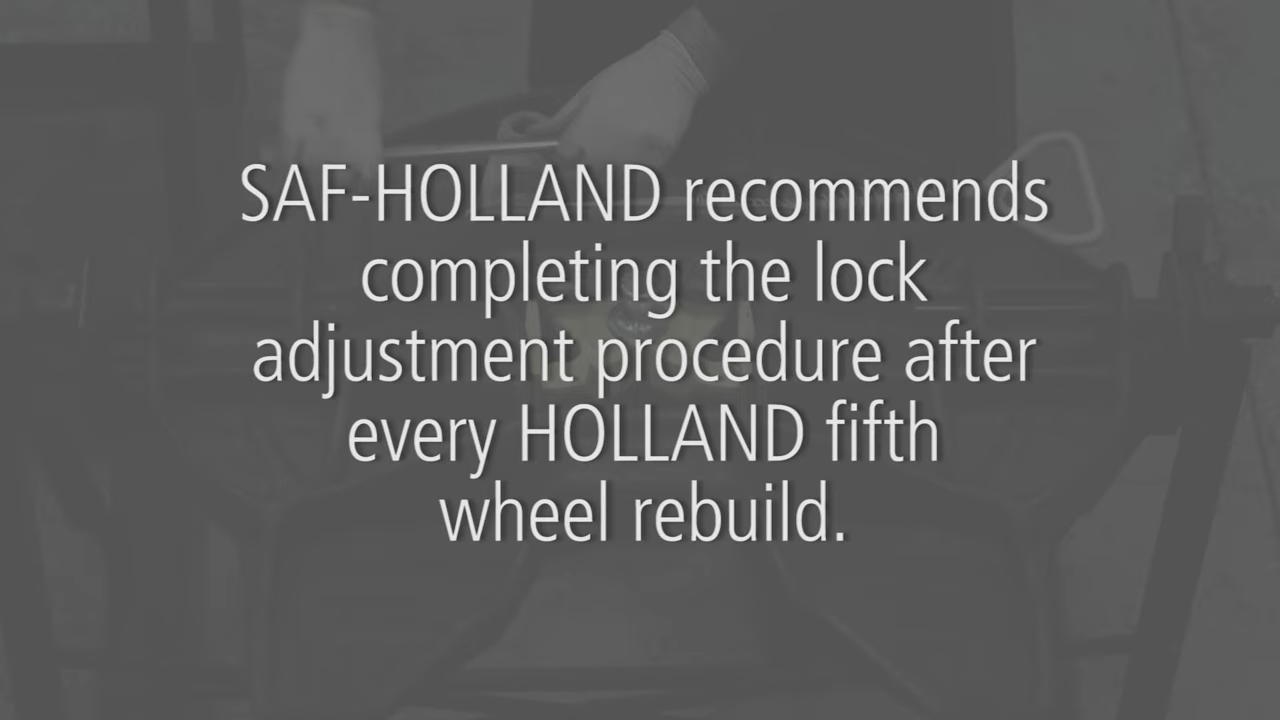 SAF-HOLLAND recommends
completing the lock
adjustment procedure after
every HOLLAND fifth
wheel rebuild.